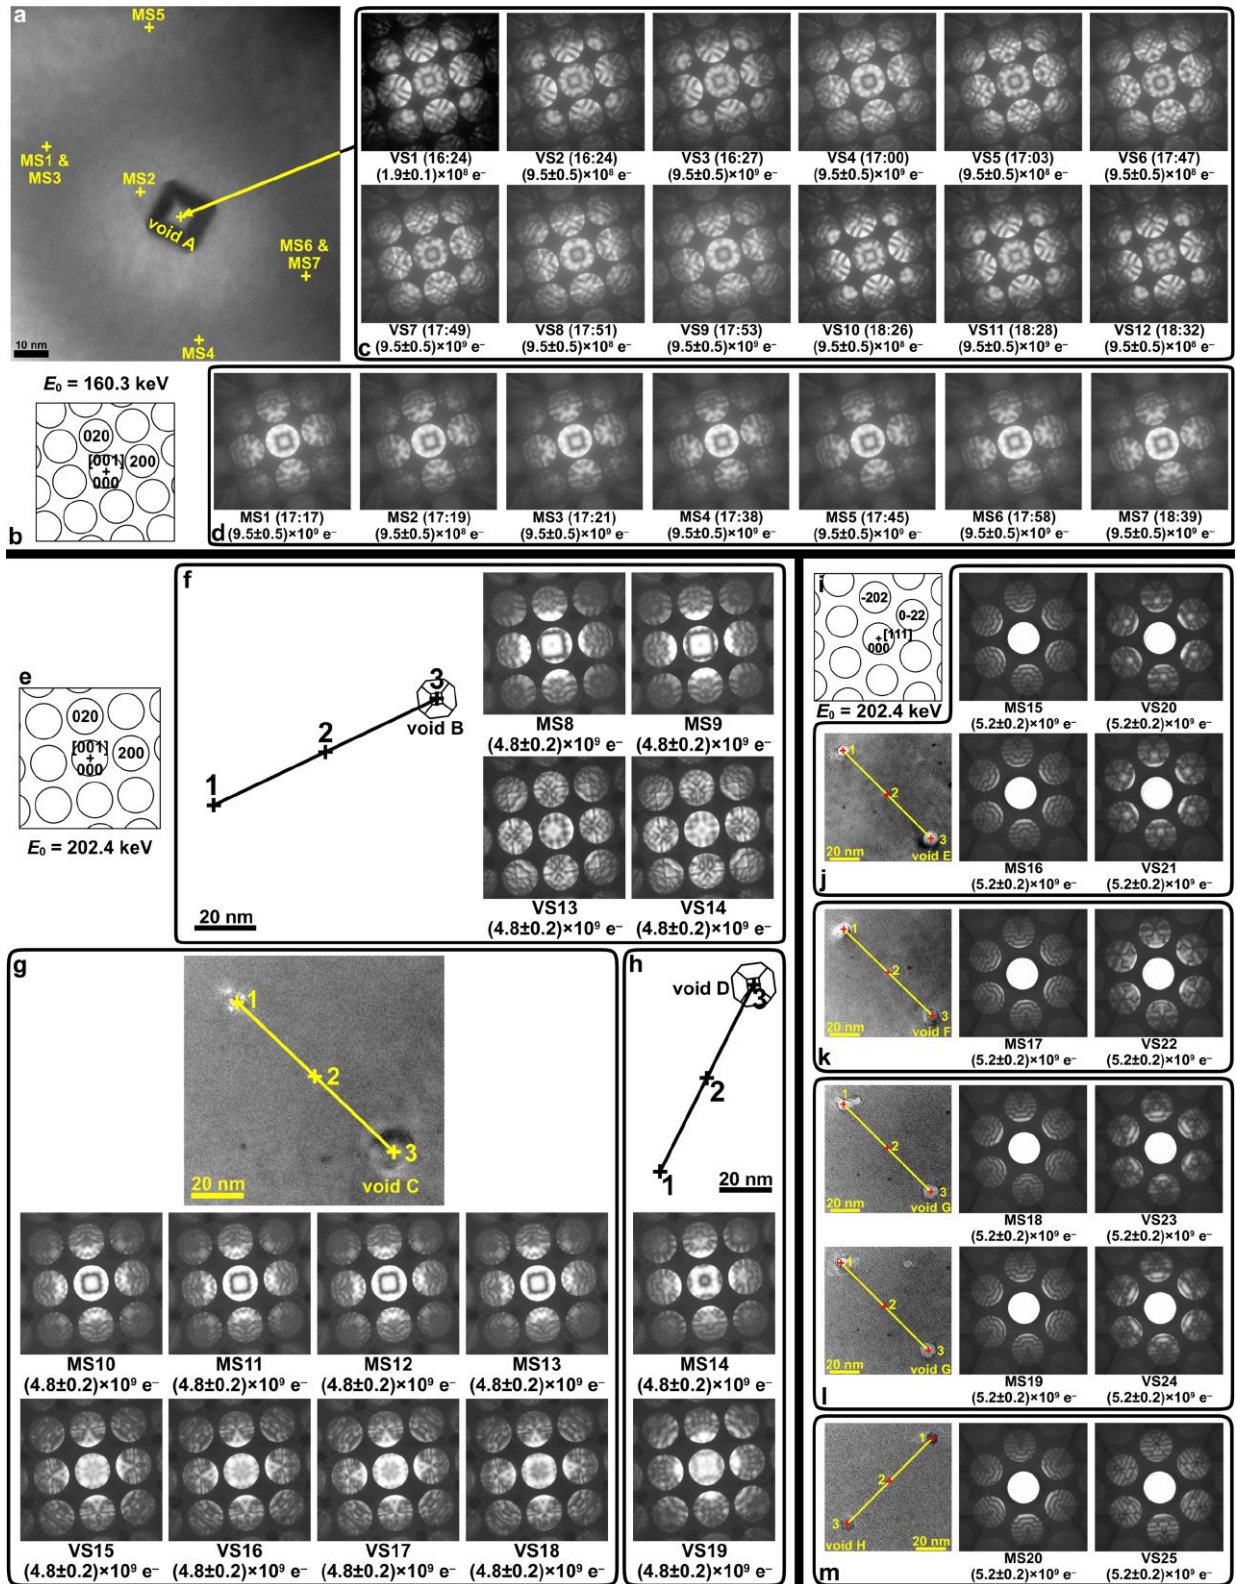 a
MS5
MS1 &
MS3
MS2
void A
MS6 &
MS7
MS4
10 nm
VS1 (16:24)
(1.9±0.1)×10⁸ e⁻
VS2 (16:24)
(9.5±0.5)×10⁸ e⁻
VS3 (16:27)
(9.5±0.5)×10⁸ e⁻
VS4 (17:00)
(9.5±0.5)×10⁹ e⁻
VS5 (17:03)
(9.5±0.5)×10⁸ e⁻
VS6 (17:47)
(9.5±0.5)×10⁸ e⁻
VS7 (17:49)
(9.5±0.5)×10⁹ e⁻
VS8 (17:51)
(9.5±0.5)×10⁸ e⁻
VS9 (17:53)
(9.5±0.5)×10⁹ e⁻
VS10 (18:26)
(9.5±0.5)×10⁸ e⁻
VS11 (18:28)
(9.5±0.5)×10⁹ e⁻
VS12 (18:32)
(9.5±0.5)×10⁸ e⁻
c
E₀ = 160.3 keV
020
[001]
200
000
b
MS1 (17:17)
(9.5±0.5)×10⁹ e⁻
MS2 (17:19)
(9.5±0.5)×10⁸ e⁻
MS3 (17:21)
(9.5±0.5)×10⁹ e⁻
MS4 (17:38)
(9.5±0.5)×10⁹ e⁻
MS5 (17:45)
(9.5±0.5)×10⁹ e⁻
MS6 (17:58)
(9.5±0.5)×10⁹ e⁻
MS7 (18:39)
(9.5±0.5)×10⁹ e⁻
d
e
020
[001]
200
000
E₀ = 202.4 keV
f
1
2
3
void B
20 nm
MS8
(4.8±0.2)×10⁹ e⁻
MS9
(4.8±0.2)×10⁹ e⁻
VS13
(4.8±0.2)×10⁹ e⁻
VS14
(4.8±0.2)×10⁹ e⁻
g
1
2
3
void C
20 nm
MS10
(4.8±0.2)×10⁹ e⁻
MS11
(4.8±0.2)×10⁹ e⁻
MS12
(4.8±0.2)×10⁹ e⁻
MS13
(4.8±0.2)×10⁹ e⁻
VS15
(4.8±0.2)×10⁹ e⁻
VS16
(4.8±0.2)×10⁹ e⁻
VS17
(4.8±0.2)×10⁹ e⁻
VS18
(4.8±0.2)×10⁹ e⁻
h
void D
3
2
1
20 nm
MS14
(4.8±0.2)×10⁹ e⁻
VS19
(4.8±0.2)×10⁹ e⁻
i
-202
0-22
[111]
000
E₀ = 202.4 keV
MS15
(5.2±0.2)×10⁹ e⁻
VS20
(5.2±0.2)×10⁹ e⁻
1
2
3
20 nm
void E
MS16
(5.2±0.2)×10⁹ e⁻
VS21
(5.2±0.2)×10⁹ e⁻
j
1
2
3
20 nm
void F
MS17
(5.2±0.2)×10⁹ e⁻
VS22
(5.2±0.2)×10⁹ e⁻
k
1
2
3
20 nm
void G
MS18
(5.2±0.2)×10⁹ e⁻
VS23
(5.2±0.2)×10⁹ e⁻
1
2
3
20 nm
void G
MS19
(5.2±0.2)×10⁹ e⁻
VS24
(5.2±0.2)×10⁹ e⁻
l
1
2
3
void H
20 nm
MS20
(5.2±0.2)×10⁹ e⁻
VS25
(5.2±0.2)×10⁹ e⁻
m